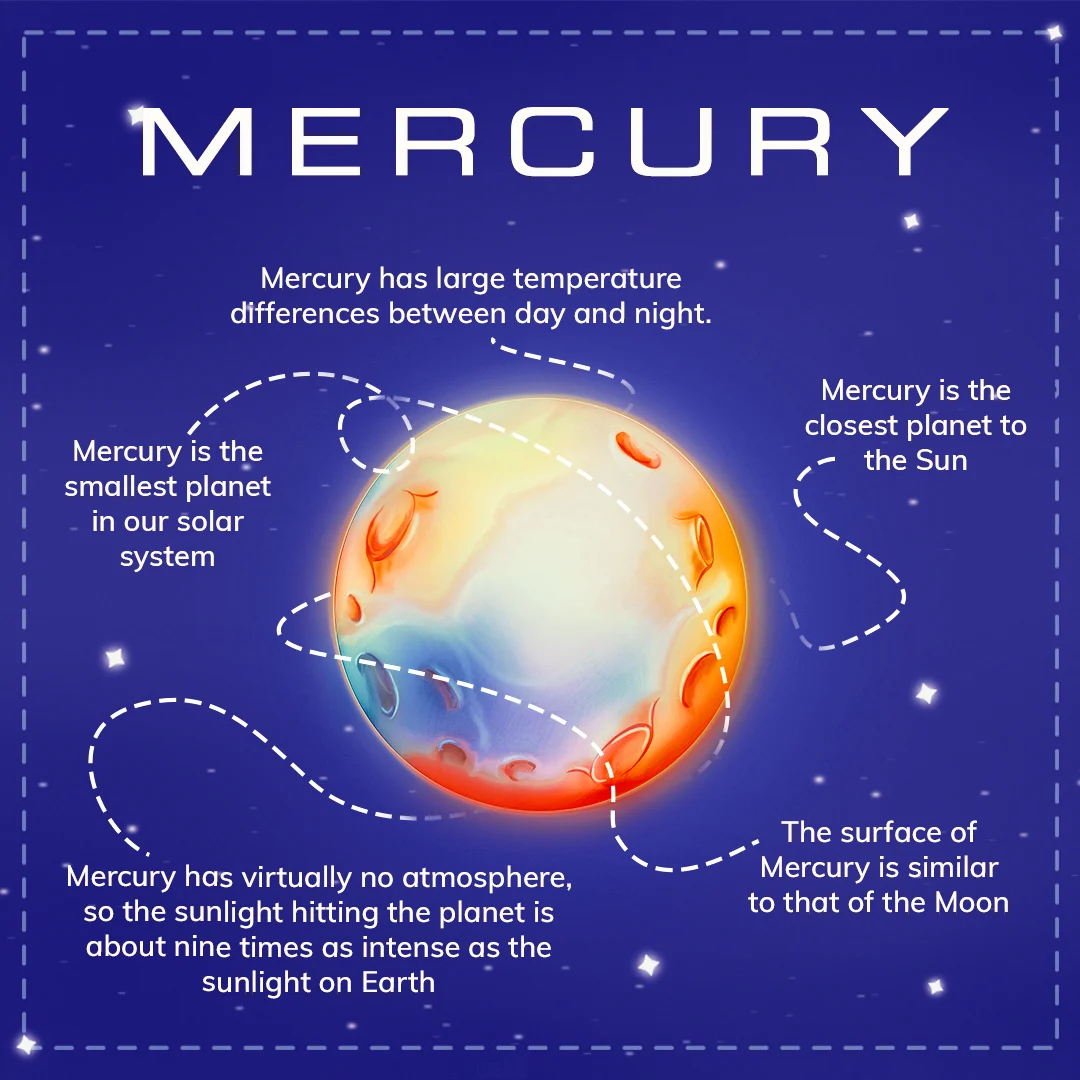 MERCURY
Mercury has large temperature
differences between day and night.
Mercury is the
closest planet to
the Sun
Mercury is the
smallest planet
in our solar
system
The surface of
Mercury is similar
to that of the Moon
Mercury has virtually no atmosphere,
so the sunlight hitting the planet is
about nine times as intense as the
sunlight on Earth